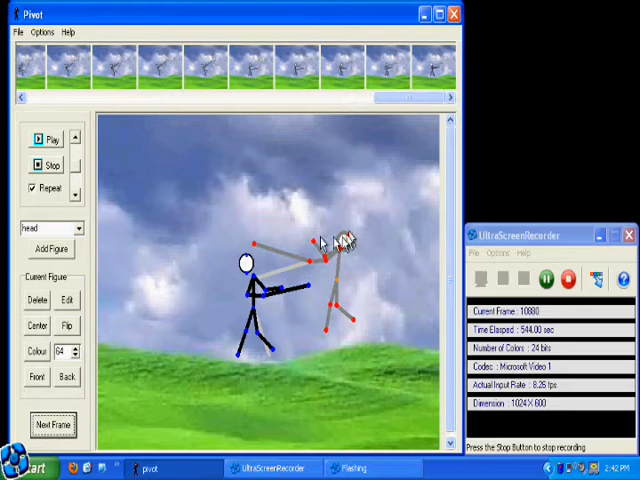 Pivot
File Options Help
Play
Stop
Repeat
head
Add Figure
Current Figure
Delete Edit
Center Flip
Colour 64
Front Back
Next Frame
UltraScreenRecorder
File Options Help
Current Frame : 10880
Time Elasped : 544.00 sec
Number of Colors : 24 bits
Codec : Microsoft Video 1
Actual Input Rate : 8.26 fps
Dimension : 1024 X 600
Press the Stop Button to stop recording
start
pivot
UltraScreenRecorder
Flashing
2:42 PM